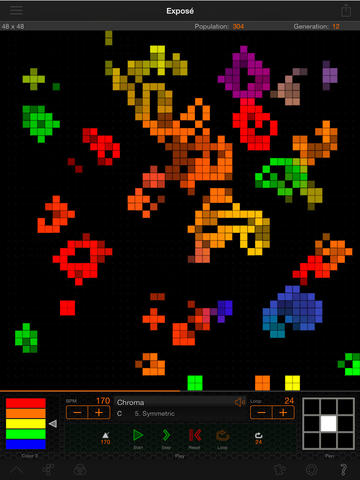 Exposé
48 x 48 Population: 304 Generation: 12
BPM 170 Chroma Loop 24
C 5. Symmetric
170 Start Step Reset Loop 24
Color 3 Play Pen